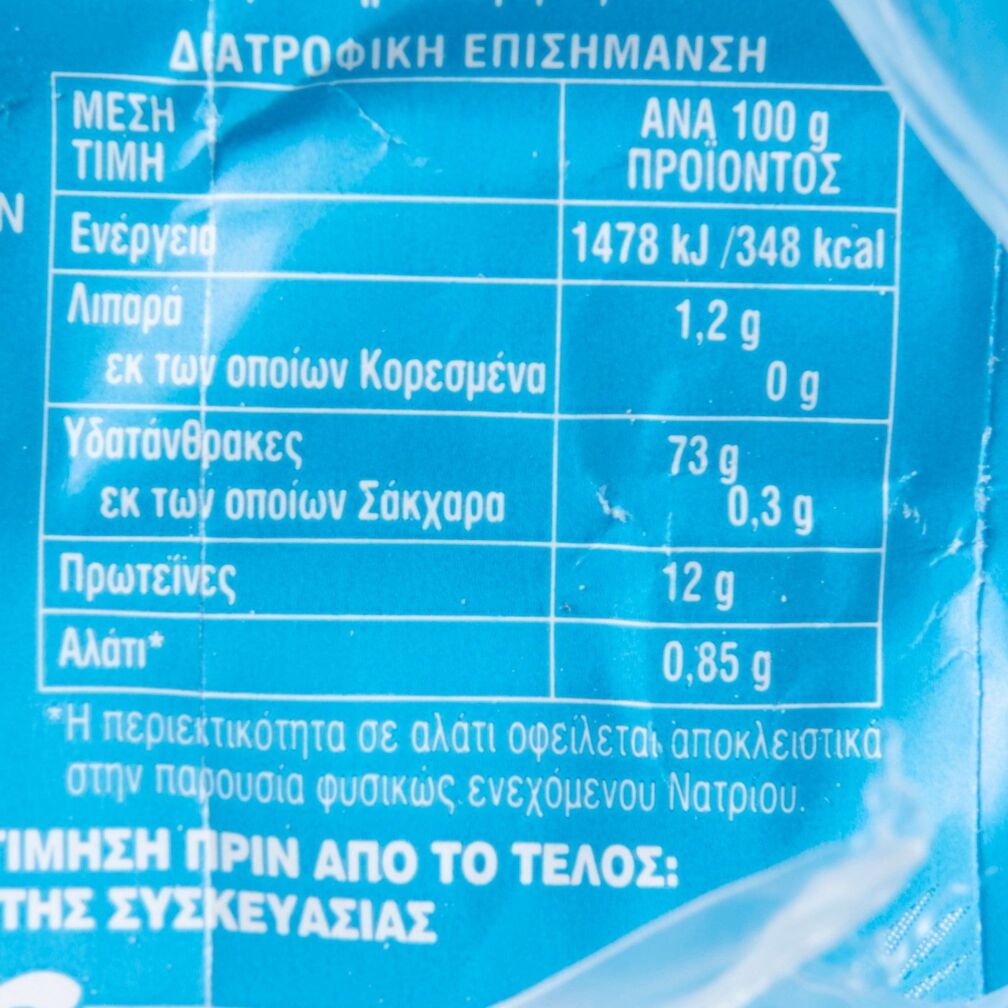 ΔΙΑΤΡΟΦΙΚΗ ΕΠΙΣΗΜΑΝΣΗ
ΜΕΣΗ
ΤΙΜΗ
ΑΝΑ 100 g
ΠΡΟΪΟΝΤΟΣ
Ν
Ενέργεια 1478 kJ /348 kcal
Λιπαρά 1,2 g
εκ των οποίων Κορεσμένα 0 g
Υδατάνθρακες 73 g
εκ των οποίων Σάκχαρα 0,3 g
Πρωτεΐνες 12 g
Αλάτι* 0,85 g
*Η περιεκτικότητα σε αλάτι οφείλεται αποκλειστικά
στην παρουσία φυσικώς ενεχόμενου Νατρίου.
ΤΙΜΗΣΗ ΠΡΙΝ ΑΠΟ ΤΟ ΤΕΛΟΣ:
ΤΗΣ ΣΥΣΚΕΥΑΣΙΑΣ